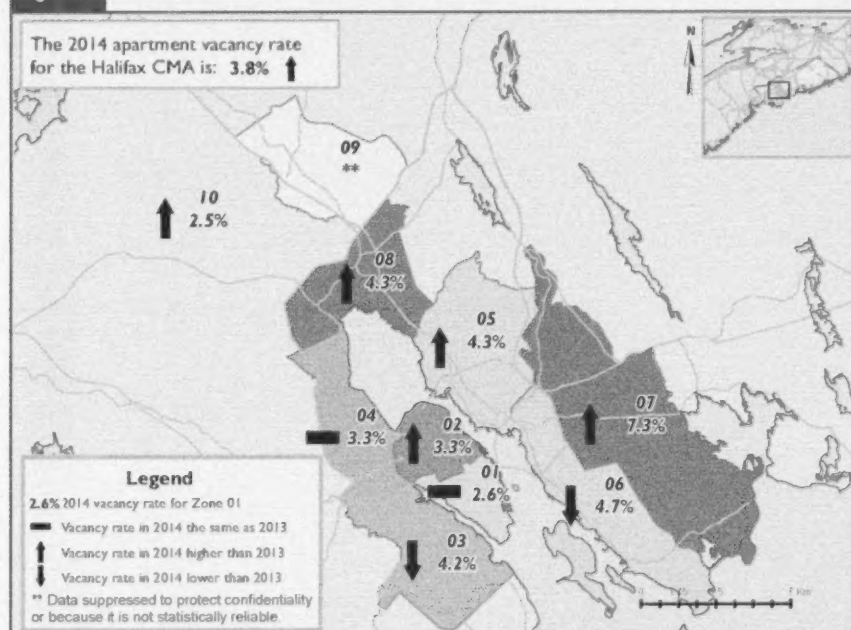 The 2014 apartment vacancy rate
for the Halifax CMA is: 3.8%
N
09
**
10
2.5%
08
4.3%
05
4.3%
07
7.3%
04
3.3%
02
3.3%
01
2.6%
06
4.7%
03
4.2%
Legend
2.6% 2014 vacancy rate for Zone 01
Vacancy rate in 2014 the same as 2013
Vacancy rate in 2014 higher than 2013
Vacancy rate in 2014 lower than 2013
** Data suppressed to protect confidentiality
or because it is not statistically reliable
0
Km